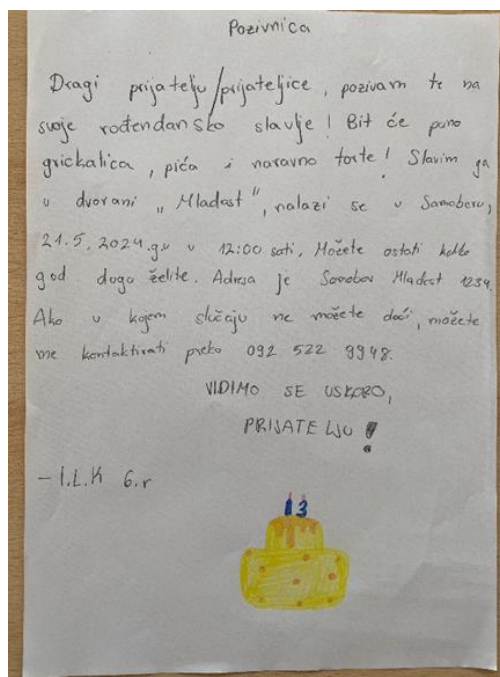 Pozivnica
Dragi prijatelju/prijateljice, pozivam te na
svoje rođendansko slavlje! Bit će puno
grickalica, pića i naravno torte! Slavim ga
u dvorani „Mladost“, nalazi se u Samoboru,
21.5.2024.g. u 12:00 sati. Možete ostati koliko
god dugo želite. Adresa je Samobor Mladost 1234.
Ako u kojem slučaju ne možete doći, možete
me kontaktirati preko 092 522 9948.
VIDIMO SE USKORO,
PRIJATELJU!
- I.L.K 6.r
13